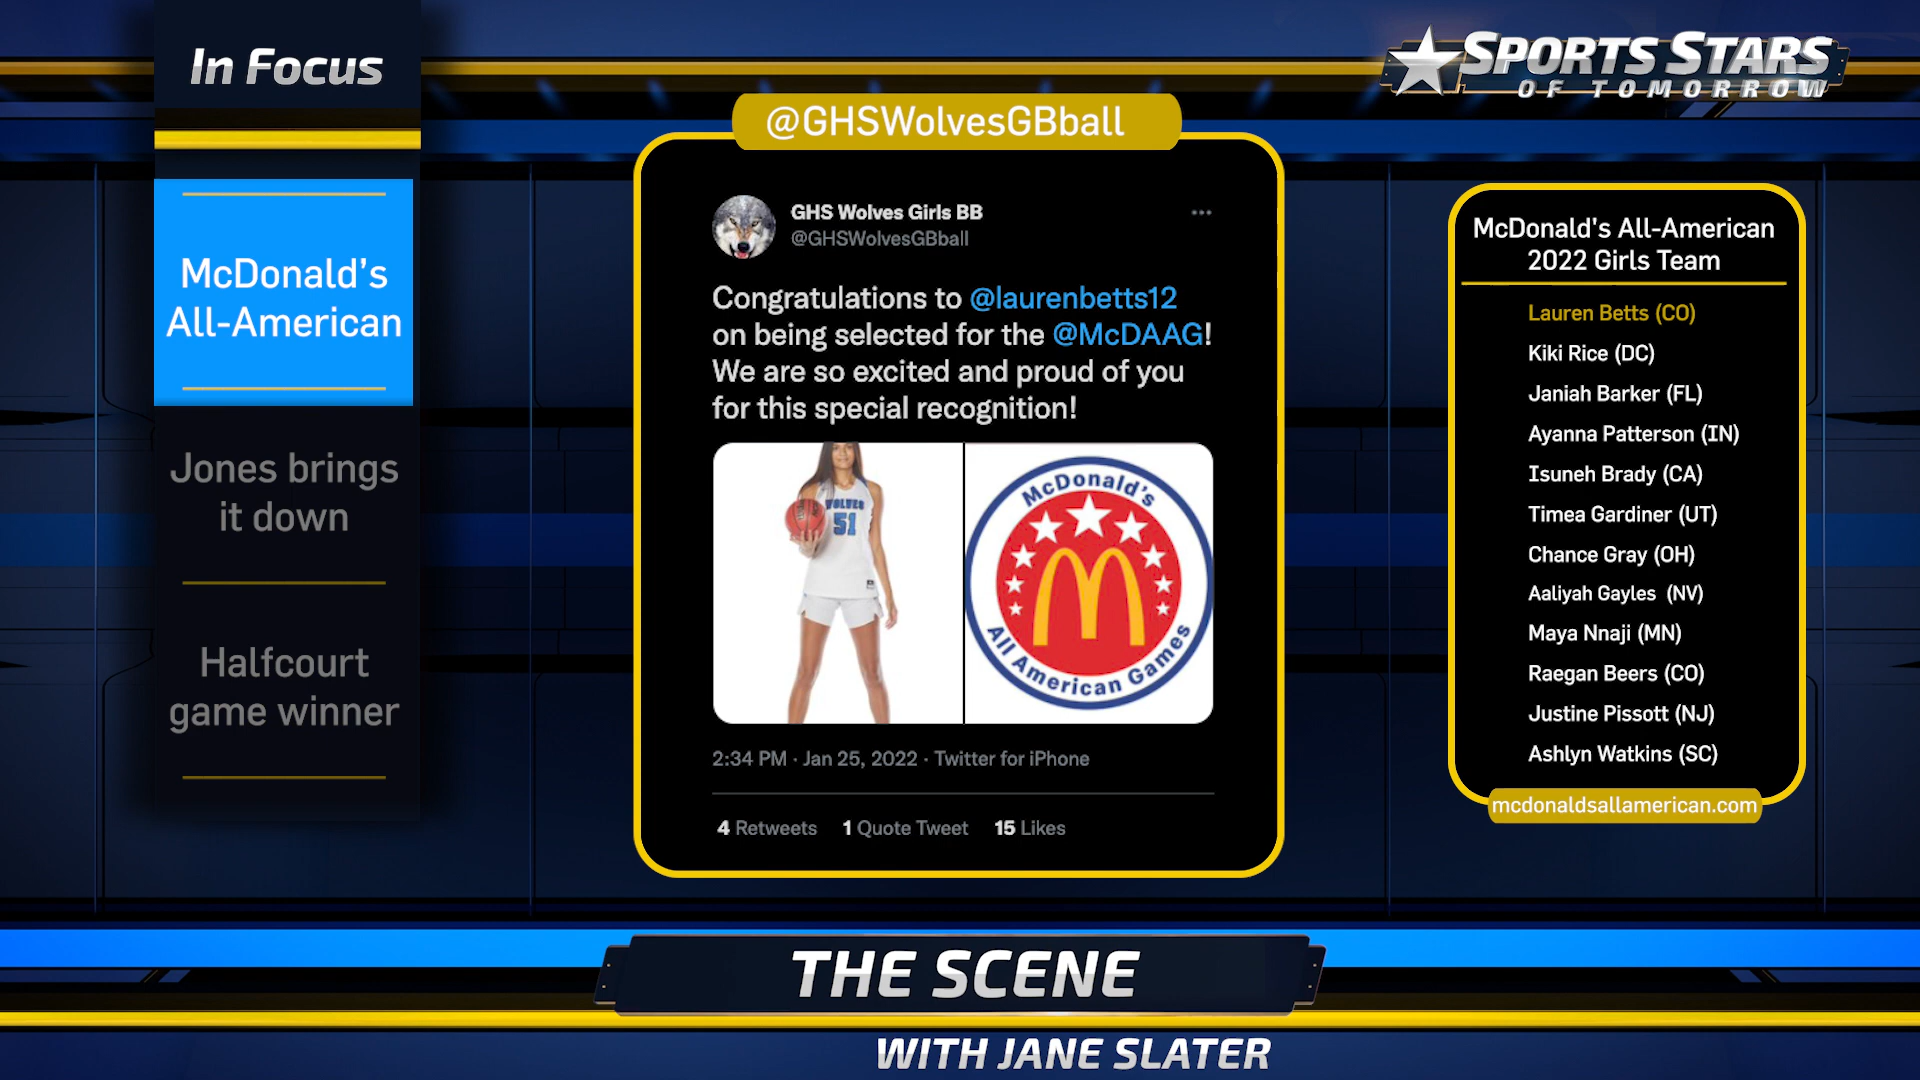 In Focus
SPORTS STARS
OF TOMORROW
McDonald's
All-American
Jones brings
it down
Halfcourt
game winner
@GHSWolvesGBball
GHS Wolves Girls BB
@GHSWolvesGBball
Congratulations to @laurenbetts12
on being selected for the @McDAAG!
We are so excited and proud of you
for this special recognition!
WOLVES
51
McDonald's
All American Games
2:34 PM · Jan 25, 2022 · Twitter for iPhone
4 Retweets 1 Quote Tweet 15 Likes
McDonald's All-American
2022 Girls Team
Lauren Betts (CO)
Kiki Rice (DC)
Janiah Barker (FL)
Ayanna Patterson (IN)
Isuneh Brady (CA)
Timea Gardiner (UT)
Chance Gray (OH)
Aaliyah Gayles (NV)
Maya Nnaji (MN)
Raegan Beers (CO)
Justine Pissott (NJ)
Ashlyn Watkins (SC)
mcdonaldsallamerican.com
THE SCENE
WITH JANE SLATER